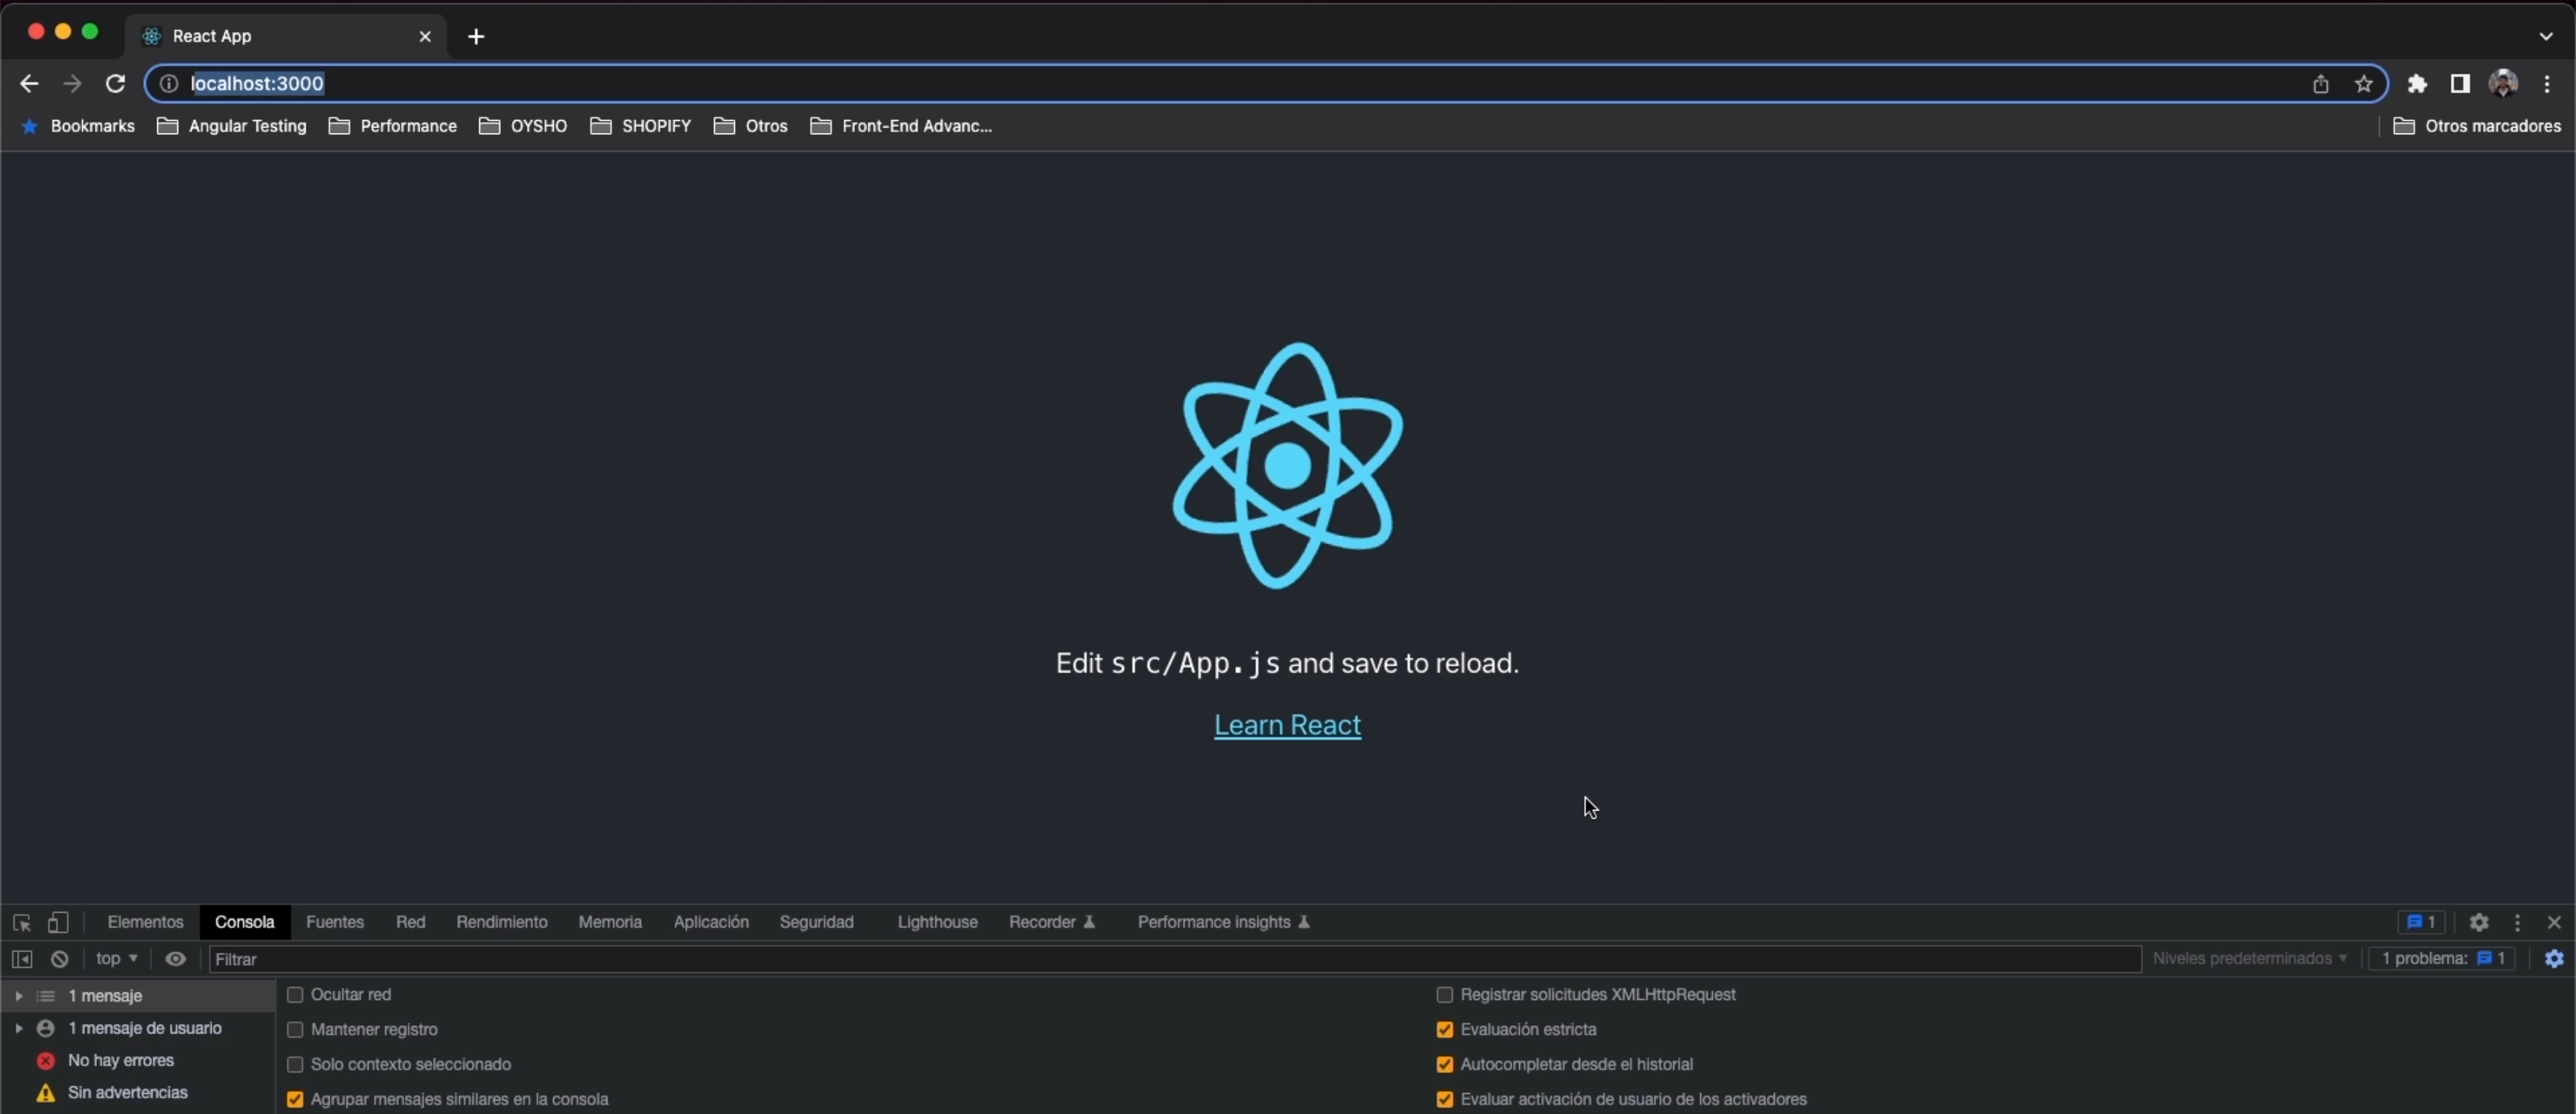 React App
localhost:3000
Bookmarks Angular Testing Performance OYSHO SHOPIFY Otros Front-End Advanc... Otros marcadores
Edit src/App.js and save to reload.
Learn React
Elementos Consola Fuentes Red Rendimiento Memoria Aplicación Seguridad Lighthouse Recorder Performance insights 1
top Filtrar Niveles predeterminados 1 problema: 1
1 mensaje
1 mensaje de usuario
No hay errores
Sin advertencias
Ocultar red
Mantener registro
Solo contexto seleccionado
Agrupar mensajes similares en la consola
Registrar solicitudes XMLHttpRequest
Evaluación estricta
Autocompletar desde el historial
Evaluar activación de usuario de los activadores